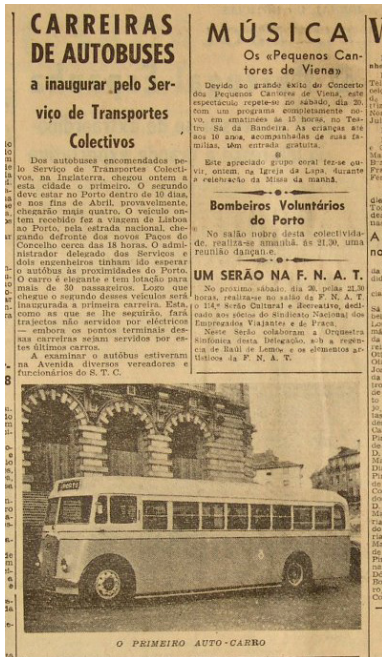 CARREIRAS
DE AUTOBUSES
a inaugurar pelo Ser-
viço de Transportes
Colectivos
Dos autobuses encomendados pe-
lo Serviço de Transportes Colecti-
vos, na Inglaterra, chegou ontem a
esta cidade o primeiro. O segundo
deve estar no Porto dentro de 10 dias,
e nos fins de Abril, provavelmente,
chegarão mais quatro. O veículo on-
tem recebido fez a viagem de Lisboa
ao Porto, pela estrada nacional, che-
gando defronte dos novos Paços do
Concelho cerca das 18 horas. O admi-
nistrador delegado dos Serviços e
dois engenheiros tinham ido esperar
o autobus às proximidades do Porto.
O carro é elegante e tem lotação para
mais de 30 passageiros. Logo que
chegue o segundo desses veículos será
inaugurada a primeira carreira. Esta,
como as que se lhe seguirão, fará
trajectos não servidos por eléctricos
— embora os pontos terminais des-
sas carreiras sejam servidos por es-
tes últimos carros.
A examinar o autobus estiveram
na Avenida diversos vereadores e
funcionários do S. T. C.
MÚSICA
Os «Pequenos Can-
tores de Viena»
Devido ao grande êxito do Concerto
dos Pequenos Cantores de Viena, este
espectáculo repete-se no sábado, dia 20,
com um programa completamente no-
vo, em «matinée» às 15 horas, no Tea-
tro Sá da Bandeira. As crianças até
aos 10 anos, acompanhadas de suas fa-
mílias, têm entrada gratuita.
Este apreciado grupo coral fez-se ou-
vir, ontem, na Igreja da Lapa, durante
a celebração da Missa da manhã.
Bombeiros Voluntários
do Porto
No salão nobre desta colectivida-
de, realiza-se amanhã, às 21,30, uma
reunião dançante.
UM SERÃO NA F. N. A. T.
No próximo sábado, dia 20, pelas 21,30
horas, realiza-se no salão da F. N. A. T.
o 11.º Serão Cultural e Recreativo, dedi-
cado aos sócios do Sindicato Nacional dos
Empregados Viajantes e de Praça.
Neste Serão colaboram a Orquestra
Sinfónica desta Delegação, sob a regên-
cia de Raúl de Lemos e os elementos ar-
tísticos da F. N. A. T.
O PRIMEIRO AUTO-CARRO